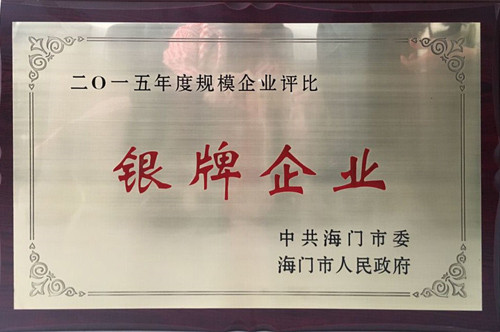 二〇一五年度规模企业评比
银牌企业
中共海门市委
海门市人民政府